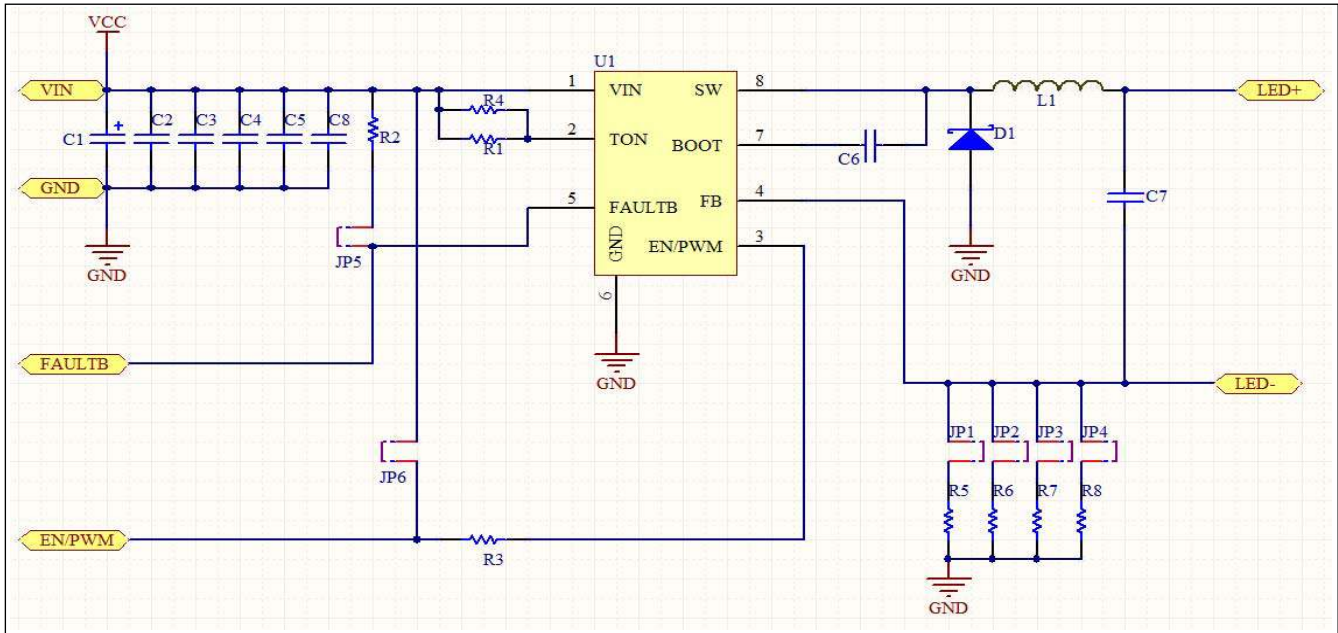 VCC
U1
VIN
1
VIN
SW
8
L1
LED+
C1
+
C2
C3
C4
C5
C8
R2
R4
R1
2
TON
BOOT
7
C6
D1
GND
5
FAULTB
FB
4
C7
GND
JP5
GND
EN/PWM
3
GND
6
FAULTB
GND
LED-
JP6
JP1
JP2
JP3
JP4
R5
R6
R7
R8
EN/PWM
R3
GND